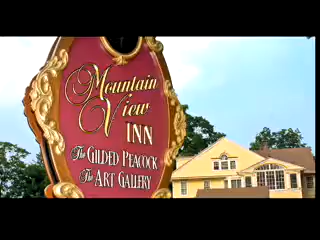 Mountain
View
INN
The GILDED PEACOCK
The ART GALLERY